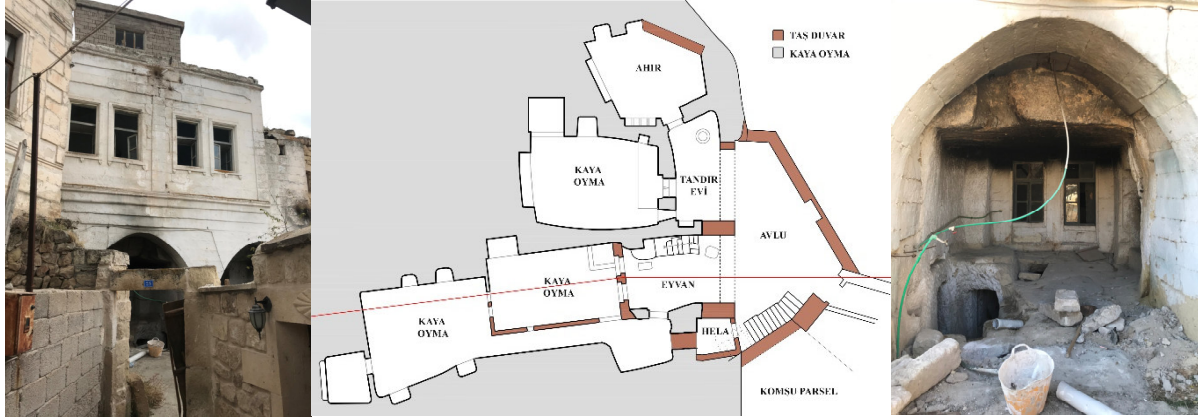 TAŞ DUVAR
KAYA OYMA
AHIR
KAYA
OYMA
TANDIR
EVİ
AVLU
KAYA
OYMA
EYVAN
KAYA
OYMA
HELA
KOMŞU PARSEL